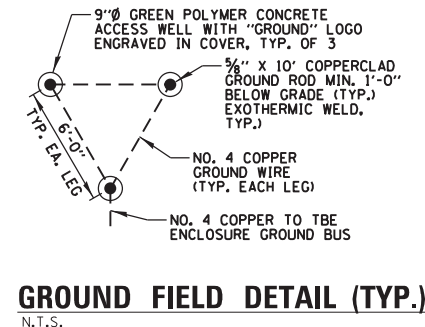 9"Ø GREEN POLYMER CONCRETE
ACCESS WELL WITH "GROUND" LOGO
ENGRAVED IN COVER, TYP. OF 3
⅝" X 10' COPPERCLAD
GROUND ROD MIN. 1'-0"
BELOW GRADE (TYP.)
EXOTHERMIC WELD,
TYP.)
6'-0"
TYP. EA. LEG
NO. 4 COPPER
GROUND WIRE
(TYP. EACH LEG)
NO. 4 COPPER TO TBE
ENCLOSURE GROUND BUS
GROUND FIELD DETAIL (TYP.)
N.T.S.